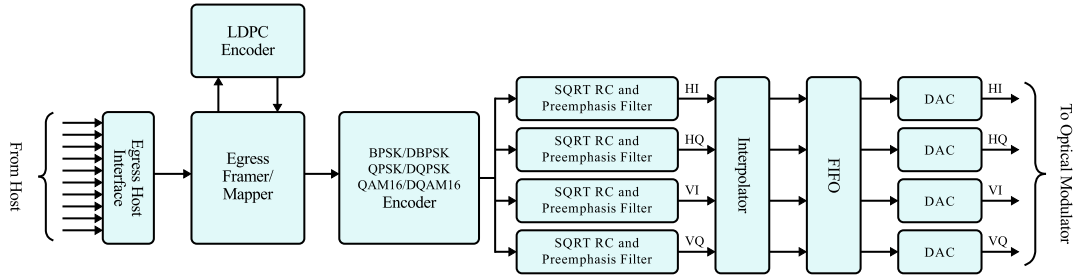 From Host
Egress Host
Interface
LDPC
Encoder
Egress
Framer/
Mapper
BPSK/DBPSK
QPSK/DQPSK
QAM16/DQAM16
Encoder
SQRT RC and
Preemphasis Filter
HI
SQRT RC and
Preemphasis Filter
HQ
SQRT RC and
Preemphasis Filter
VI
SQRT RC and
Preemphasis Filter
VQ
Interpolator
FIFO
DAC
HI
DAC
HQ
DAC
VI
DAC
VQ
To Optical Modulator